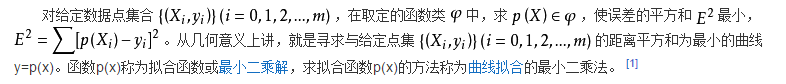 对给定数据点集合 {(Xi,yi)}(i=0,1,2,...,m) ，在取定的函数类 φ 中，求 p(X)∈φ ，使误差的平方和 E² 最小，
E²=∑[p(Xi)−yi]² 。从几何意义上讲，就是寻求与给定点集 {(Xi,yi)}(i=0,1,2,...,m) 的距离平方和为最小的曲线
y=p(x)。函数p(x)称为拟合函数或最小二乘解，求拟合函数p(x)的方法称为曲线拟合的最小二乘法。 [1]